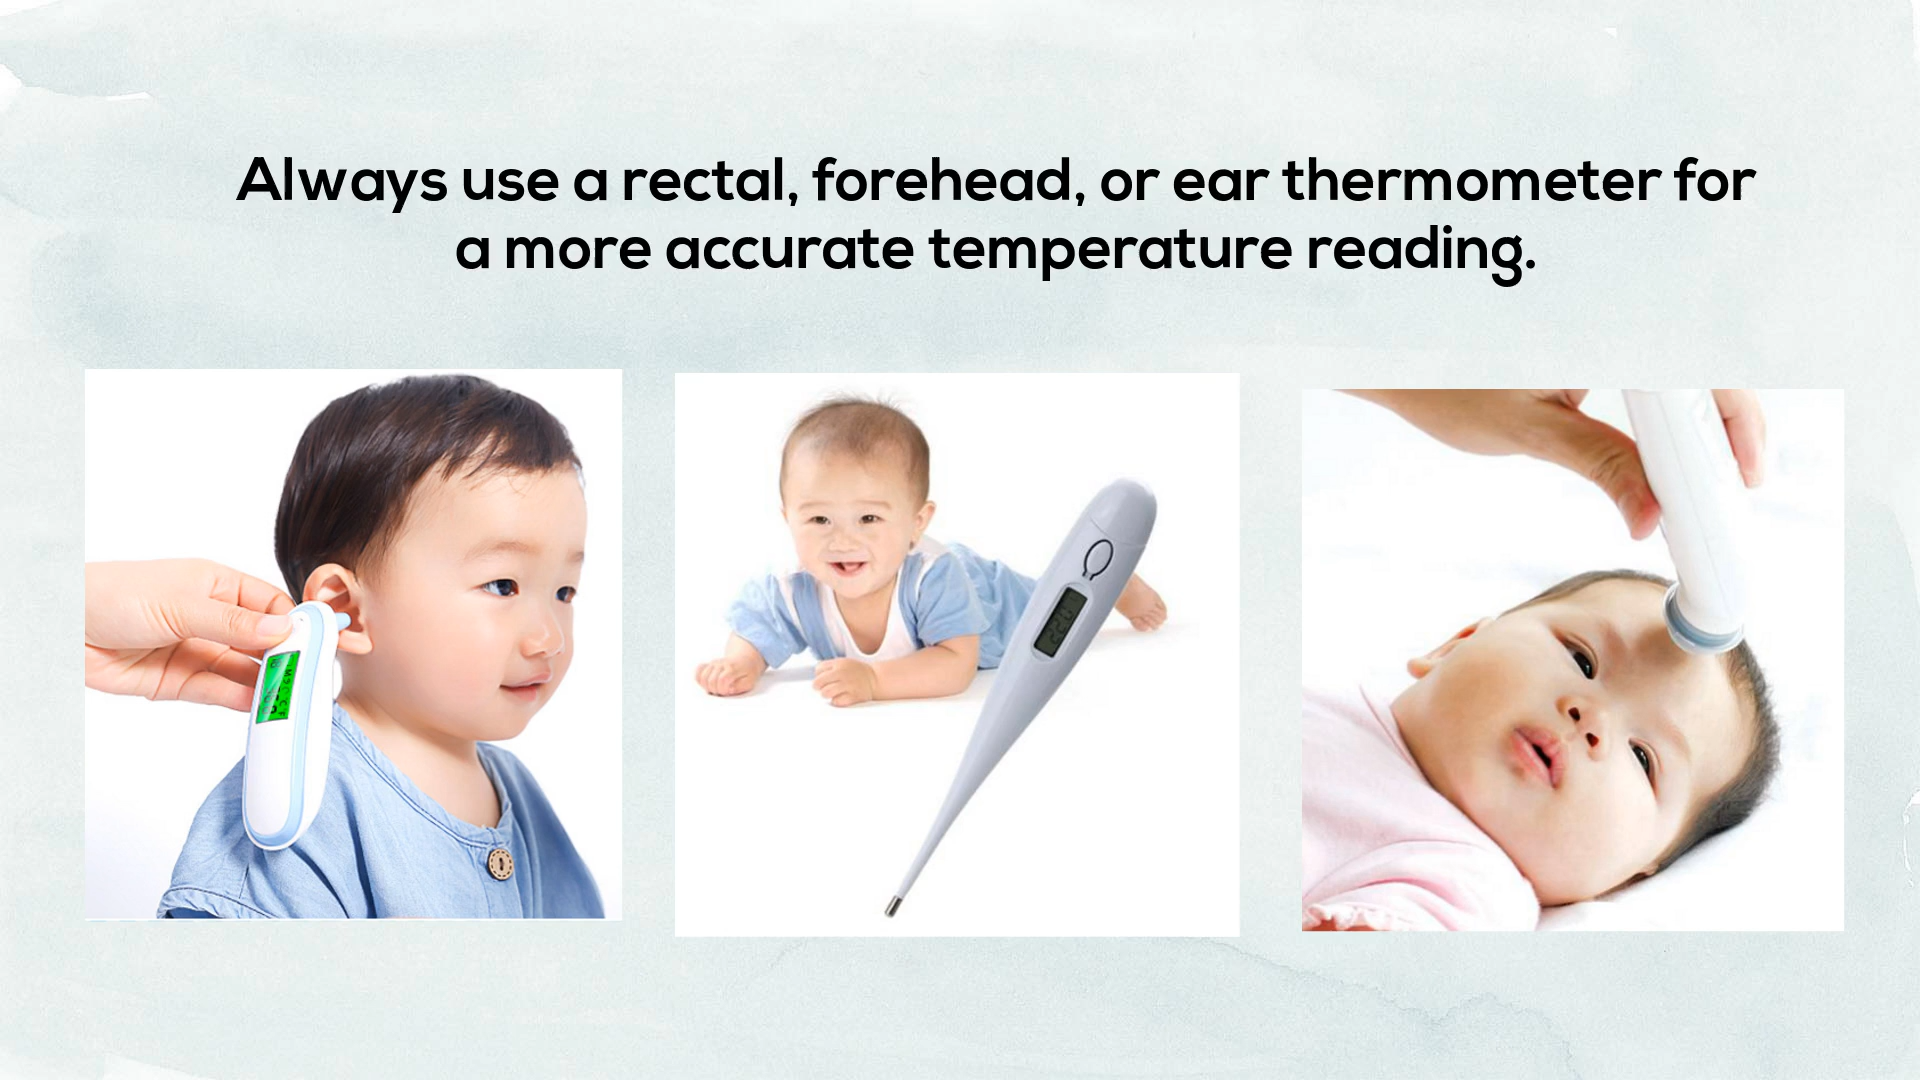 Always use a rectal, forehead, or ear thermometer for
a more accurate temperature reading.